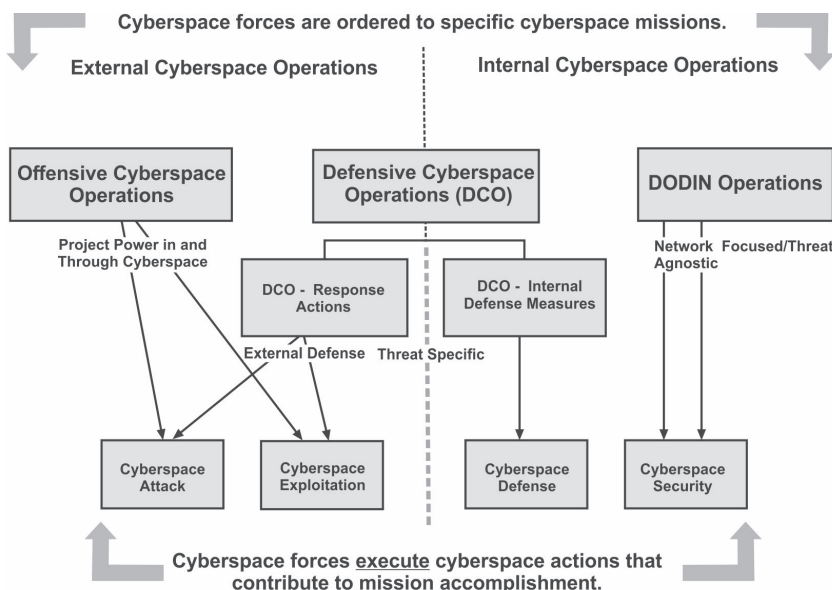 Cyberspace forces are ordered to specific cyberspace missions.
External Cyberspace Operations
Internal Cyberspace Operations
Offensive Cyberspace
Operations
Defensive Cyberspace
Operations (DCO)
DODIN Operations
Project Power in and
Through Cyberspace
Network Focused/Threat
Agnostic
DCO - Response
Actions
DCO - Internal
Defense Measures
External Defense
Threat Specific
Cyberspace
Attack
Cyberspace
Exploitation
Cyberspace
Defense
Cyberspace
Security
Cyberspace forces execute cyberspace actions that
contribute to mission accomplishment.